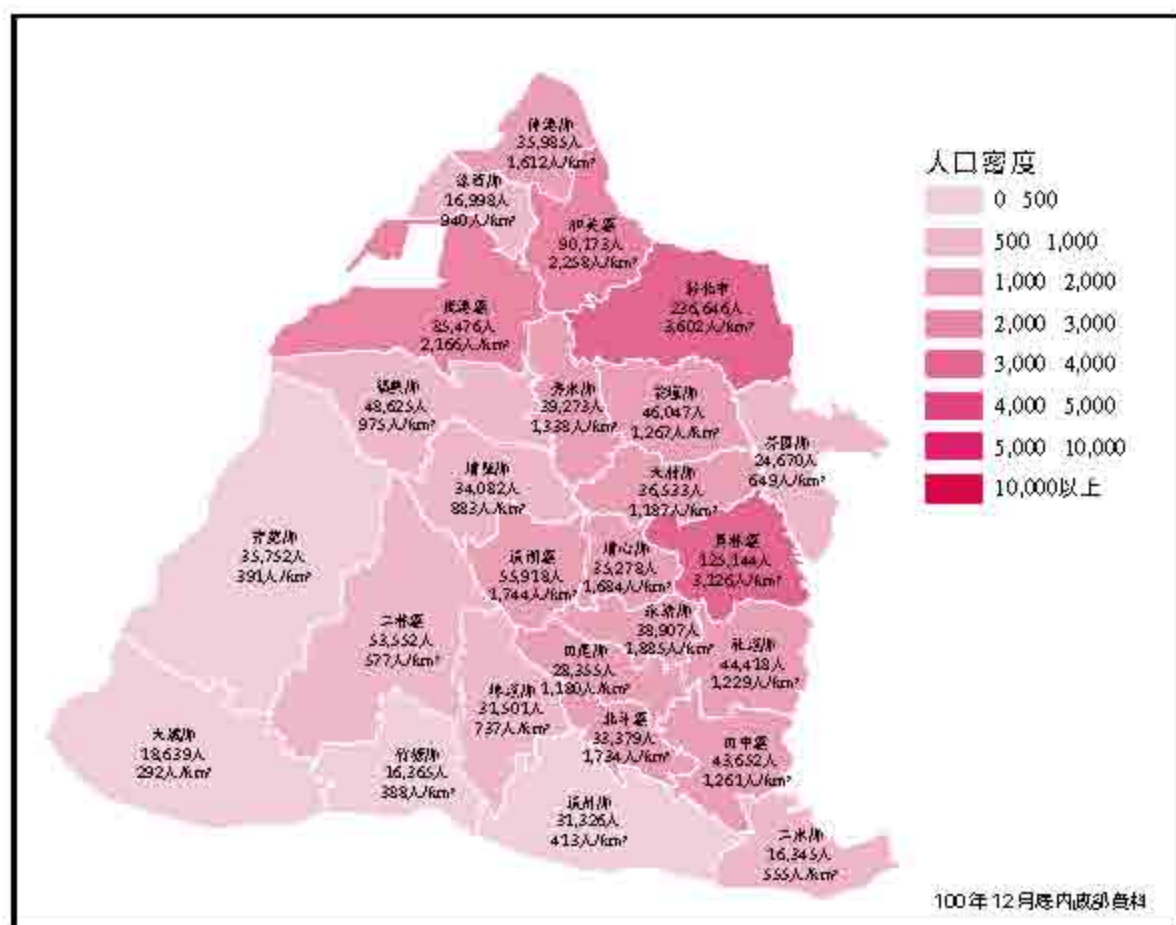 伸港鄉
35,985人
1,612人/km²
線西鄉
16,998人
940人/km²
和美鎮
90,173人
2,258人/km²
彰化市
236,646人
3,602人/km²
鹿港鎮
85,476人
2,166人/km²
福興鄉
48,625人
975人/km²
秀水鄉
39,273人
1,338人/km²
花壇鄉
46,047人
1,267人/km²
芬園鄉
24,670人
649人/km²
埔鹽鄉
34,082人
883人/km²
大村鄉
36,533人
1,187人/km²
芳苑鄉
35,752人
391人/km²
溪湖鎮
55,918人
1,744人/km²
埔心鄉
35,278人
1,684人/km²
員林鎮
125,144人
3,126人/km²
二林鎮
53,552人
577人/km²
永靖鄉
38,907人
1,885人/km²
田尾鄉
28,355人
1,180人/km²
社頭鄉
44,418人
1,229人/km²
埤頭鄉
31,501人
737人/km²
北斗鎮
33,379人
1,734人/km²
田中鎮
43,652人
1,261人/km²
大城鄉
18,639人
292人/km²
竹塘鄉
16,365人
388人/km²
溪州鄉
31,326人
413人/km²
二水鄉
16,345人
555人/km²
人口密度
0 500
500 1,000
1,000 2,000
2,000 3,000
3,000 4,000
4,000 5,000
5,000 10,000
10,000以上
100年12月底內政部資料